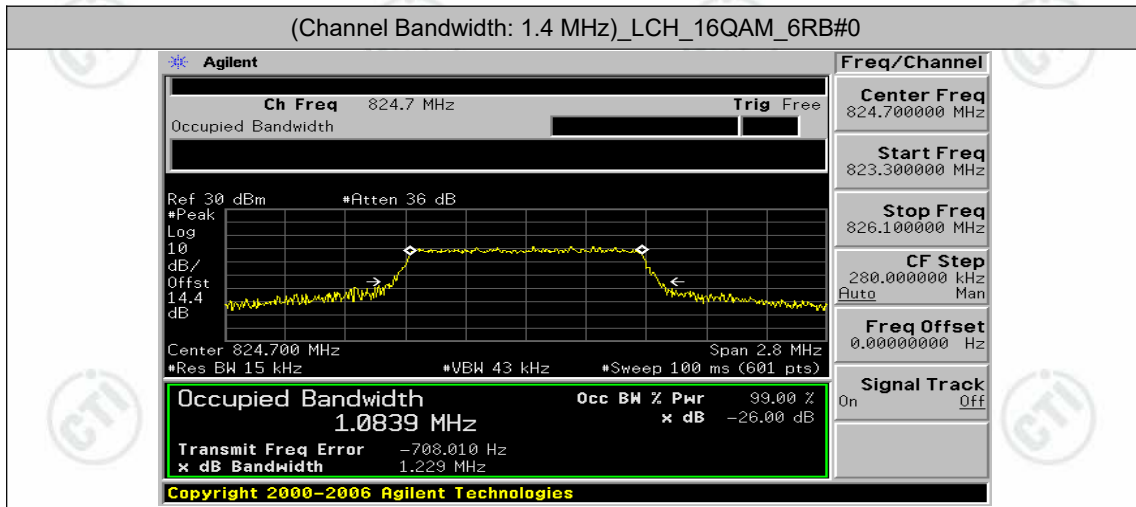 (Channel Bandwidth: 1.4 MHz)_LCH_16QAM_6RB#0
Agilent
Freq/Channel
Ch Freq 824.7 MHz Trig Free
Occupied Bandwidth
Center Freq
824.700000 MHz
Start Freq
823.300000 MHz
Stop Freq
826.100000 MHz
CF Step
280.000000 kHz
Auto Man
Freq Offset
0.00000000 Hz
Signal Track
On Off
Ref 30 dBm #Atten 36 dB
#Peak
Log
10
dB/
Offst
14.4
dB
Center 824.700 MHz Span 2.8 MHz
#Res BW 15 kHz #VBW 43 kHz #Sweep 100 ms (601 pts)
Occupied Bandwidth Occ BW % Pwr 99.00 %
1.0839 MHz x dB -26.00 dB
Transmit Freq Error -708.010 Hz
x dB Bandwidth 1.229 MHz
Copyright 2000-2006 Agilent Technologies
CTI
CTI